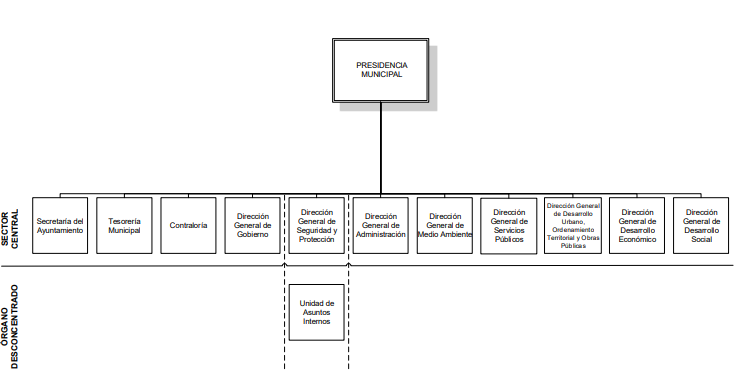 PRESIDENCIA
MUNICIPAL
SECTOR
CENTRAL
Secretaría del
Ayuntamiento
Tesorería
Municipal
Contraloría
Dirección
General de
Gobierno
Dirección
General de
Seguridad y
Protección
Dirección
General de
Administración
Dirección
General de
Medio Ambiente
Dirección
General de
Servicios
Públicos
Dirección General
de Desarrollo
Urbano,
Ordenamiento
Territorial y Obras
Públicas
Dirección
General de
Desarrollo
Económico
Dirección
General de
Desarrollo
Social
ÓRGANO
DESCONCENTRADO
Unidad de
Asuntos
Internos